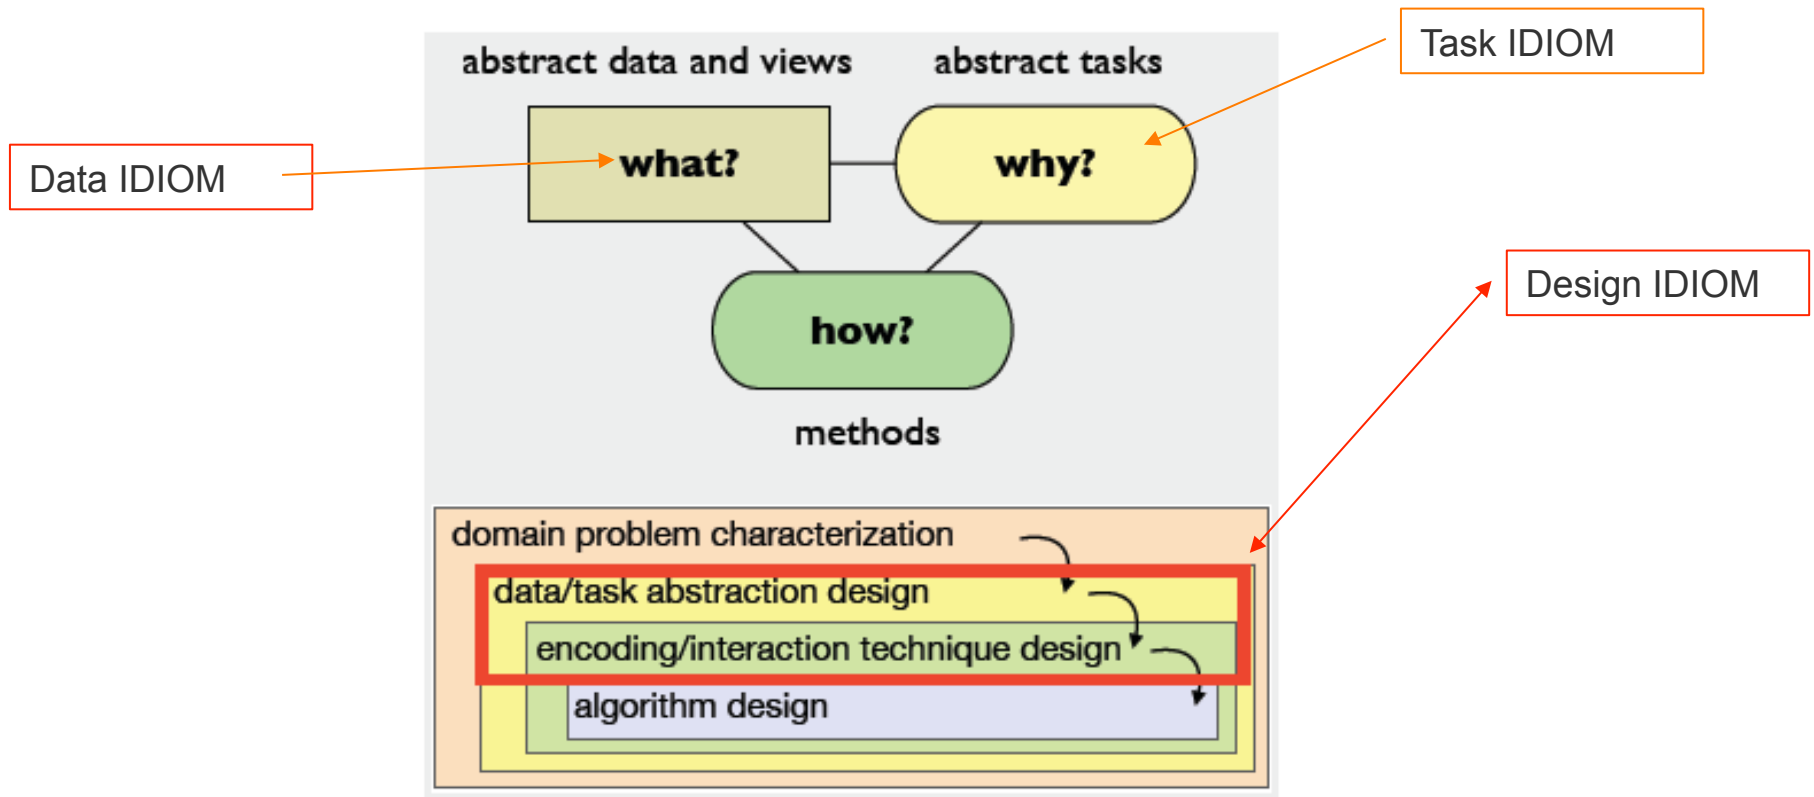 Task IDIOM
abstract data and views
abstract tasks
Data IDIOM
what?
why?
Design IDIOM
how?
methods
domain problem characterization
data/task abstraction design
encoding/interaction technique design
algorithm design